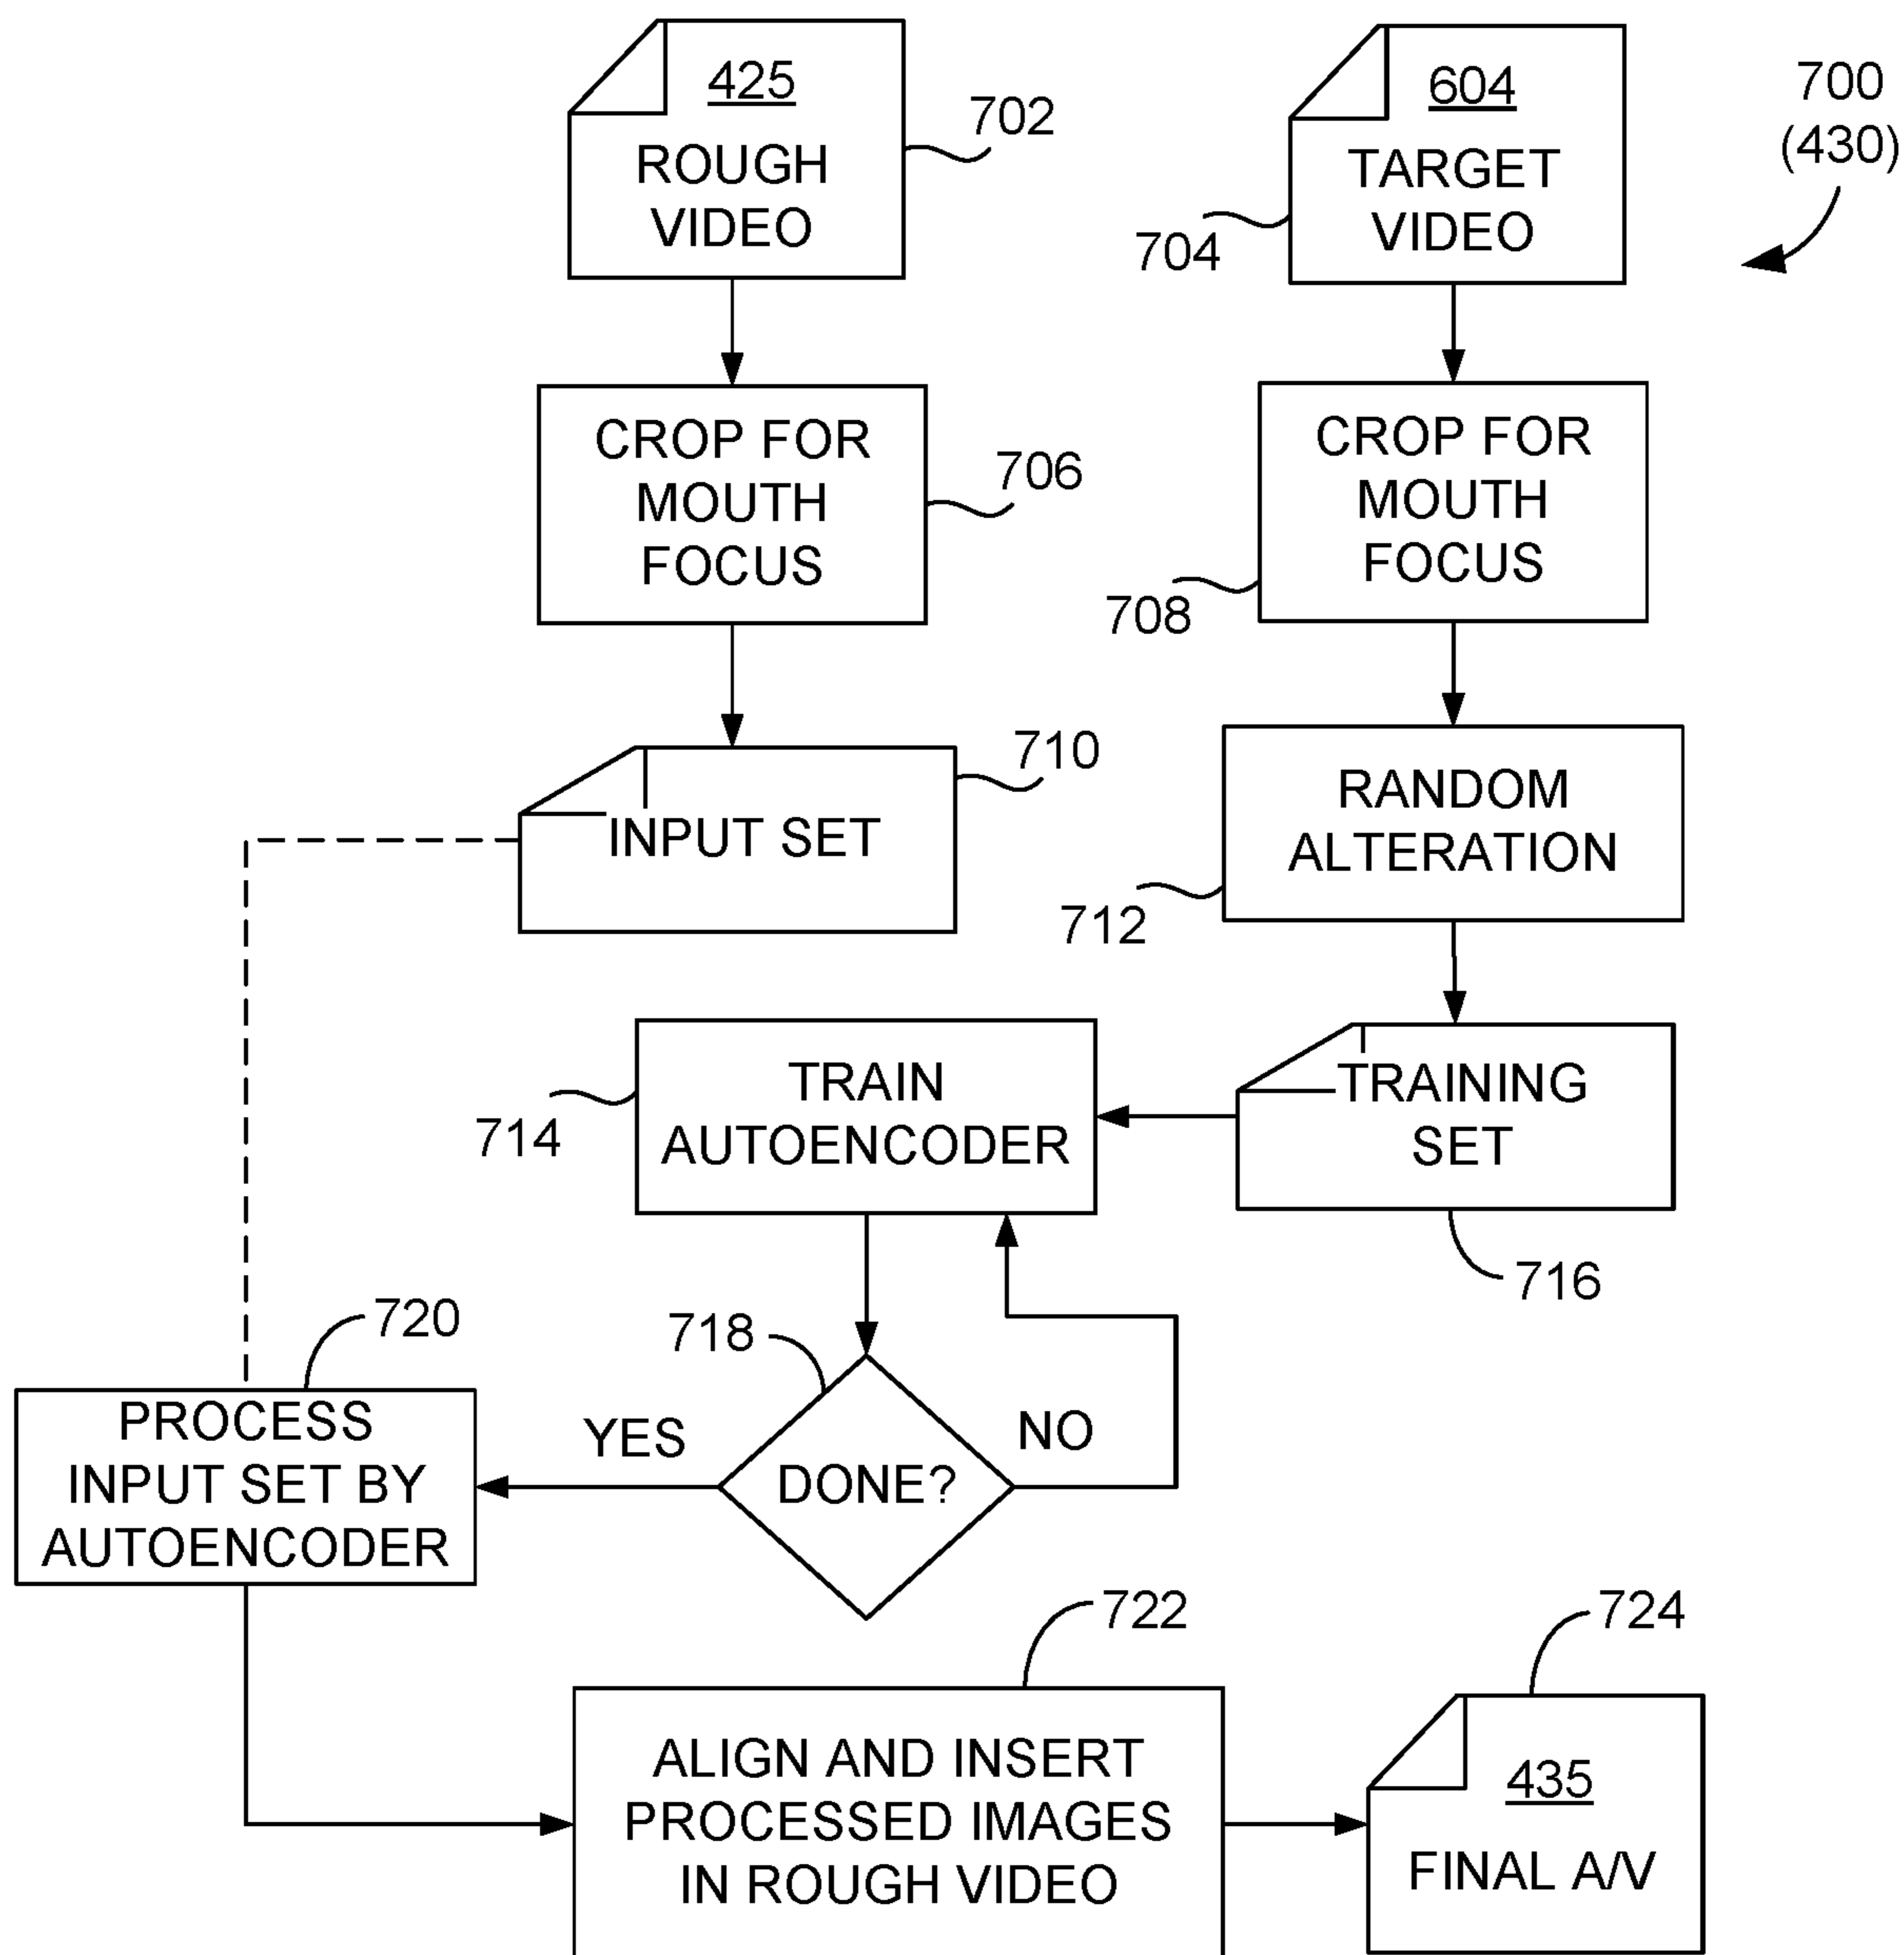 425
ROUGH
VIDEO
702
604
TARGET
VIDEO
704
700
(430)
CROP FOR
MOUTH
FOCUS
706
CROP FOR
MOUTH
FOCUS
708
INPUT SET
710
RANDOM
ALTERATION
712
TRAIN
AUTOENCODER
714
TRAINING
SET
716
720
PROCESS
INPUT SET BY
AUTOENCODER
718
YES
DONE?
NO
722
ALIGN AND INSERT
PROCESSED IMAGES
IN ROUGH VIDEO
724
435
FINAL A/V